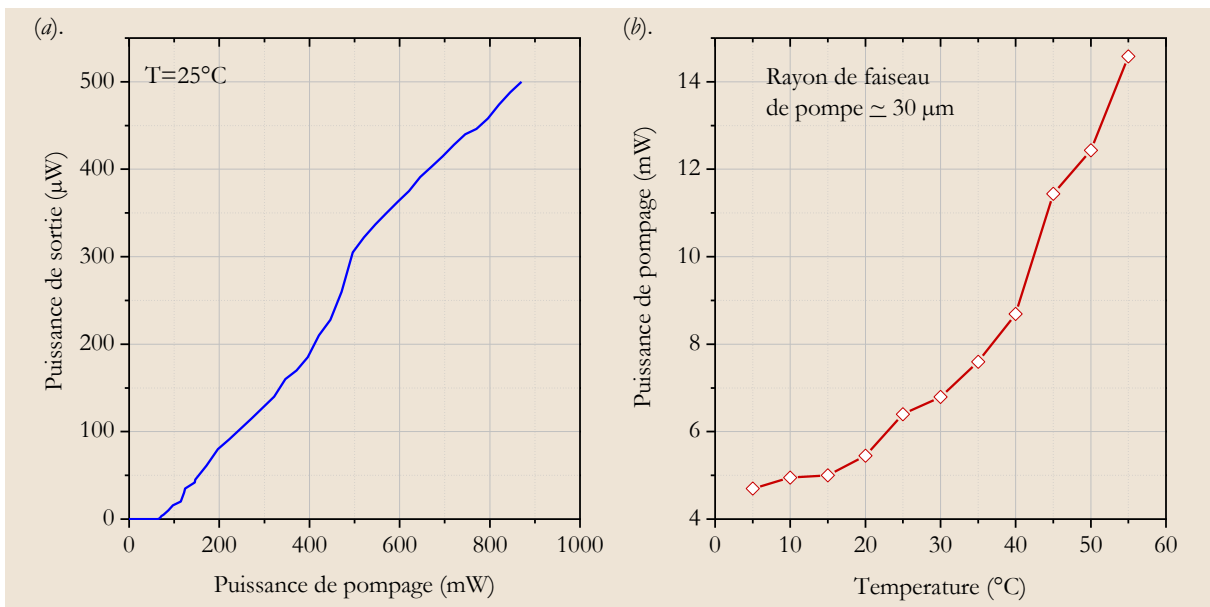 (a).
T=25°C
500
400
300
200
100
0
Puissance de sortie (μW)
0 200 400 600 800 1000
Puissance de pompage (mW)
(b).
Rayon de faiseau
de pompe ≃ 30 μm
14
12
10
8
6
4
Puissance de pompage (mW)
0 10 20 30 40 50 60
Temperature (°C)